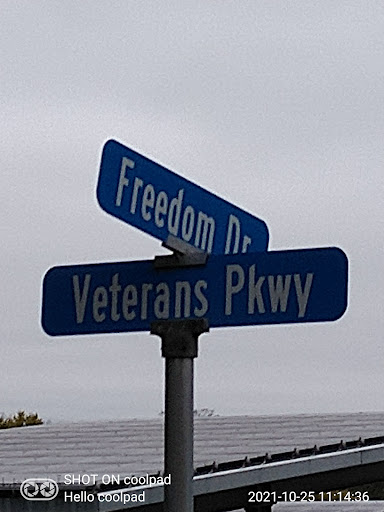 Freedom Dr
Veterans Pkwy
SHOT ON coolpad
Hello coolpad
2021-10-25 11:14:36